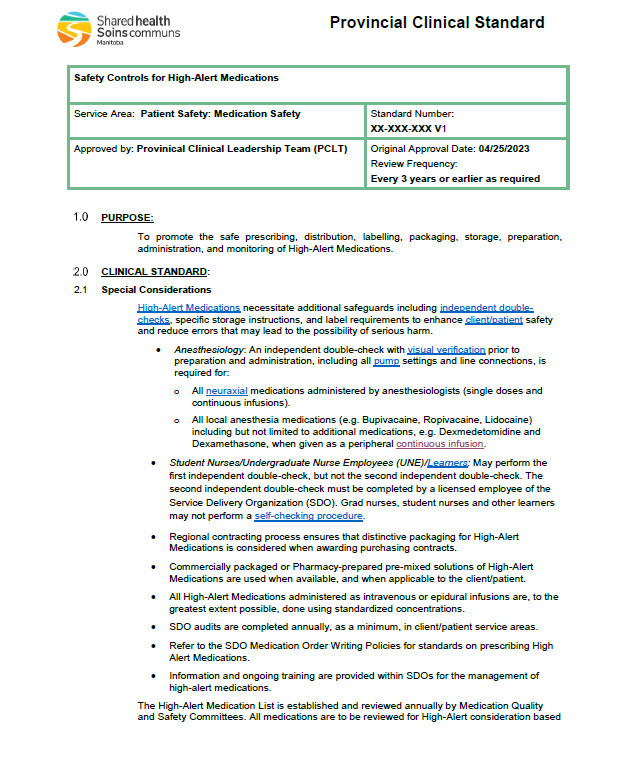 Shared health
Soins communs
Manitoba
Provincial Clinical Standard
Safety Controls for High-Alert Medications
Service Area: Patient Safety: Medication Safety
Standard Number:
XX-XXX-XXX V1
Approved by: Provinical Clinical Leadership Team (PCLT)
Original Approval Date: 04/25/2023
Review Frequency:
Every 3 years or earlier as required
1.0 PURPOSE:
To promote the safe prescribing, distribution, labelling, packaging, storage, preparation,
administration, and monitoring of High-Alert Medications.
2.0 CLINICAL STANDARD:
2.1 Special Considerations
High-Alert Medications necessitate additional safeguards including independent double-
checks, specific storage instructions, and label requirements to enhance client/patient safety
and reduce errors that may lead to the possibility of serious harm.
• Anesthesiology: An independent double-check with visual verification prior to
preparation and administration, including all pump settings and line connections, is
required for:
o All neuraxial medications administered by anesthesiologists (single doses and
continuous infusions).
o All local anesthesia medications (e.g. Bupivacaine, Ropivacaine, Lidocaine)
including but not limited to additional medications, e.g. Dexmedetomidine and
Dexamethasone, when given as a peripheral continuous infusion.
• Student Nurses/Undergraduate Nurse Employees (UNE)/Learners: May perform the
first independent double-check, but not the second independent double-check. The
second independent double-check must be completed by a licensed employee of the
Service Delivery Organization (SDO). Grad nurses, student nurses and other learners
may not perform a self-checking procedure.
• Regional contracting process ensures that distinctive packaging for High-Alert
Medications is considered when awarding purchasing contracts.
• Commercially packaged or Pharmacy-prepared pre-mixed solutions of High-Alert
Medications are used when available, and when applicable to the client/patient.
• All High-Alert Medications administered as intravenous or epidural infusions are, to the
greatest extent possible, done using standardized concentrations.
• SDO audits are completed annually, as a minimum, in client/patient service areas.
• Refer to the SDO Medication Order Writing Policies for standards on prescribing High
Alert Medications.
• Information and ongoing training are provided within SDOs for the management of
high-alert medications.
The High-Alert Medication List is established and reviewed annually by Medication Quality
and Safety Committees. All medications are to be reviewed for High-Alert consideration based